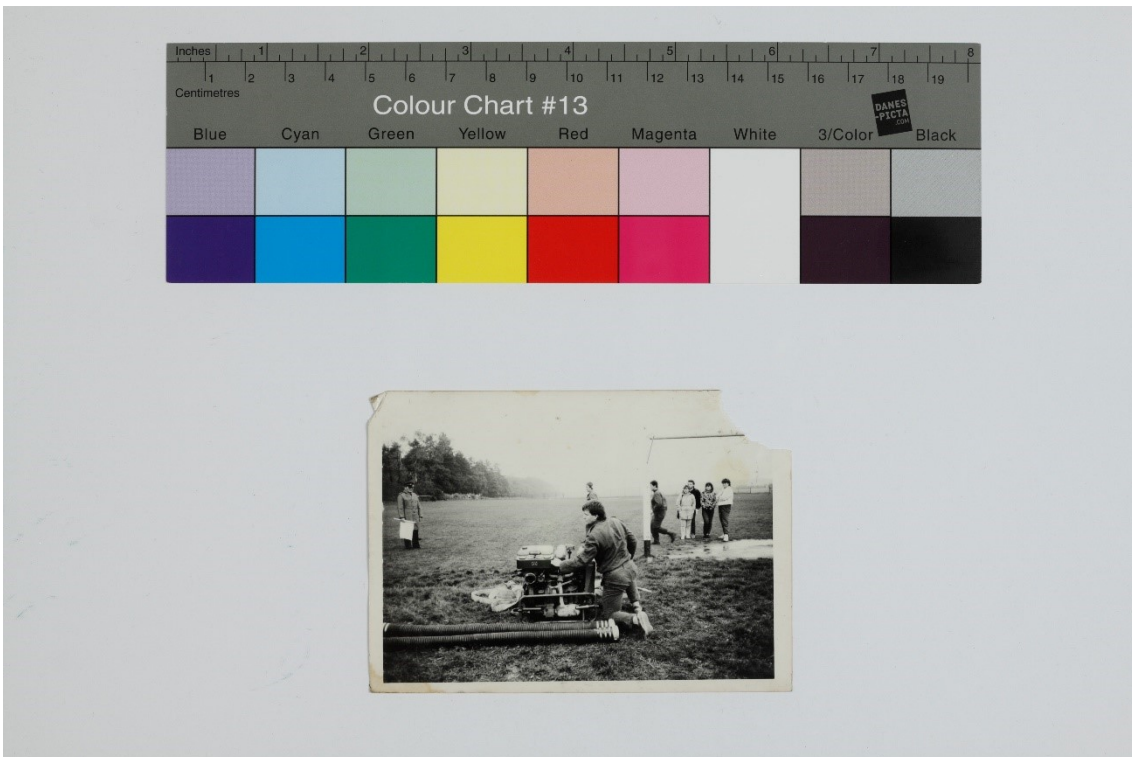 Inches 1 2 3 4 5 6 7 8
1 2 3 4 5 6 7 8 9 10 11 12 13 14 15 16 17 18 19
Centimetres
Colour Chart #13
DANES
-PICTA
.COM
Blue Cyan Green Yellow Red Magenta White 3/Color Black